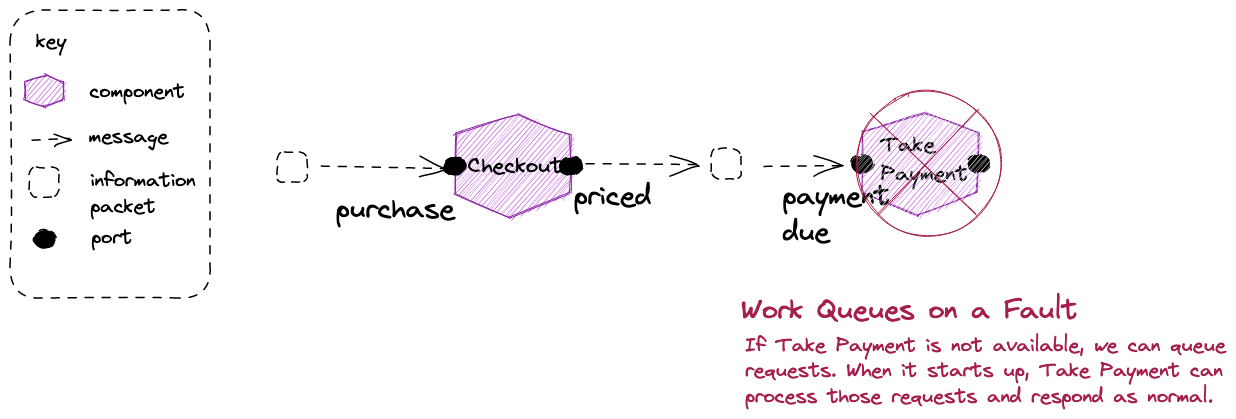 key
component
message
information
packet
port
purchase
Checkout
priced
payment
due
Take
Payment
Work Queues on a Fault
If Take Payment is not available, we can queue
requests. When it starts up, Take Payment can
process those requests and respond as normal.